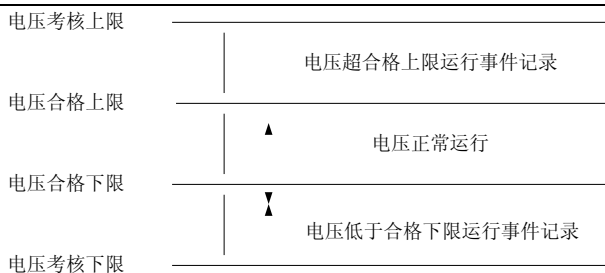 电压考核上限
电压超合格上限运行事件记录
电压合格上限
电压正常运行
电压合格下限
电压低于合格下限运行事件记录
电压考核下限